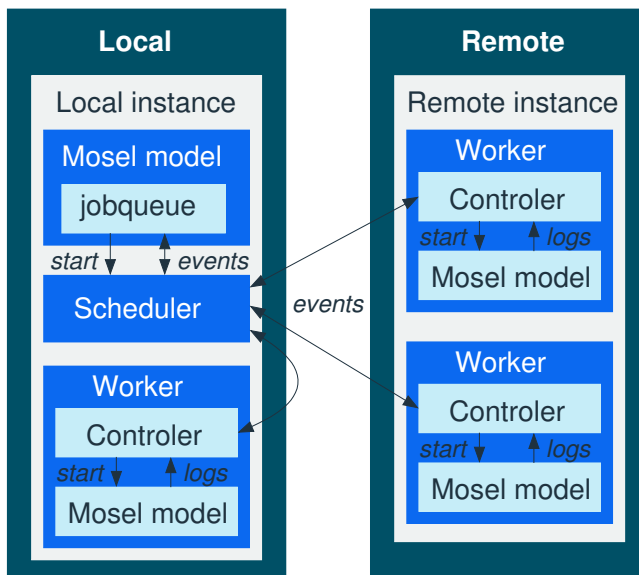 Local
Local instance
Mosel model
jobqueue
start events
Scheduler
Worker
Controler
start logs
Mosel model
events
Remote
Remote instance
Worker
Controler
start logs
Mosel model
Worker
Controler
start logs
Mosel model